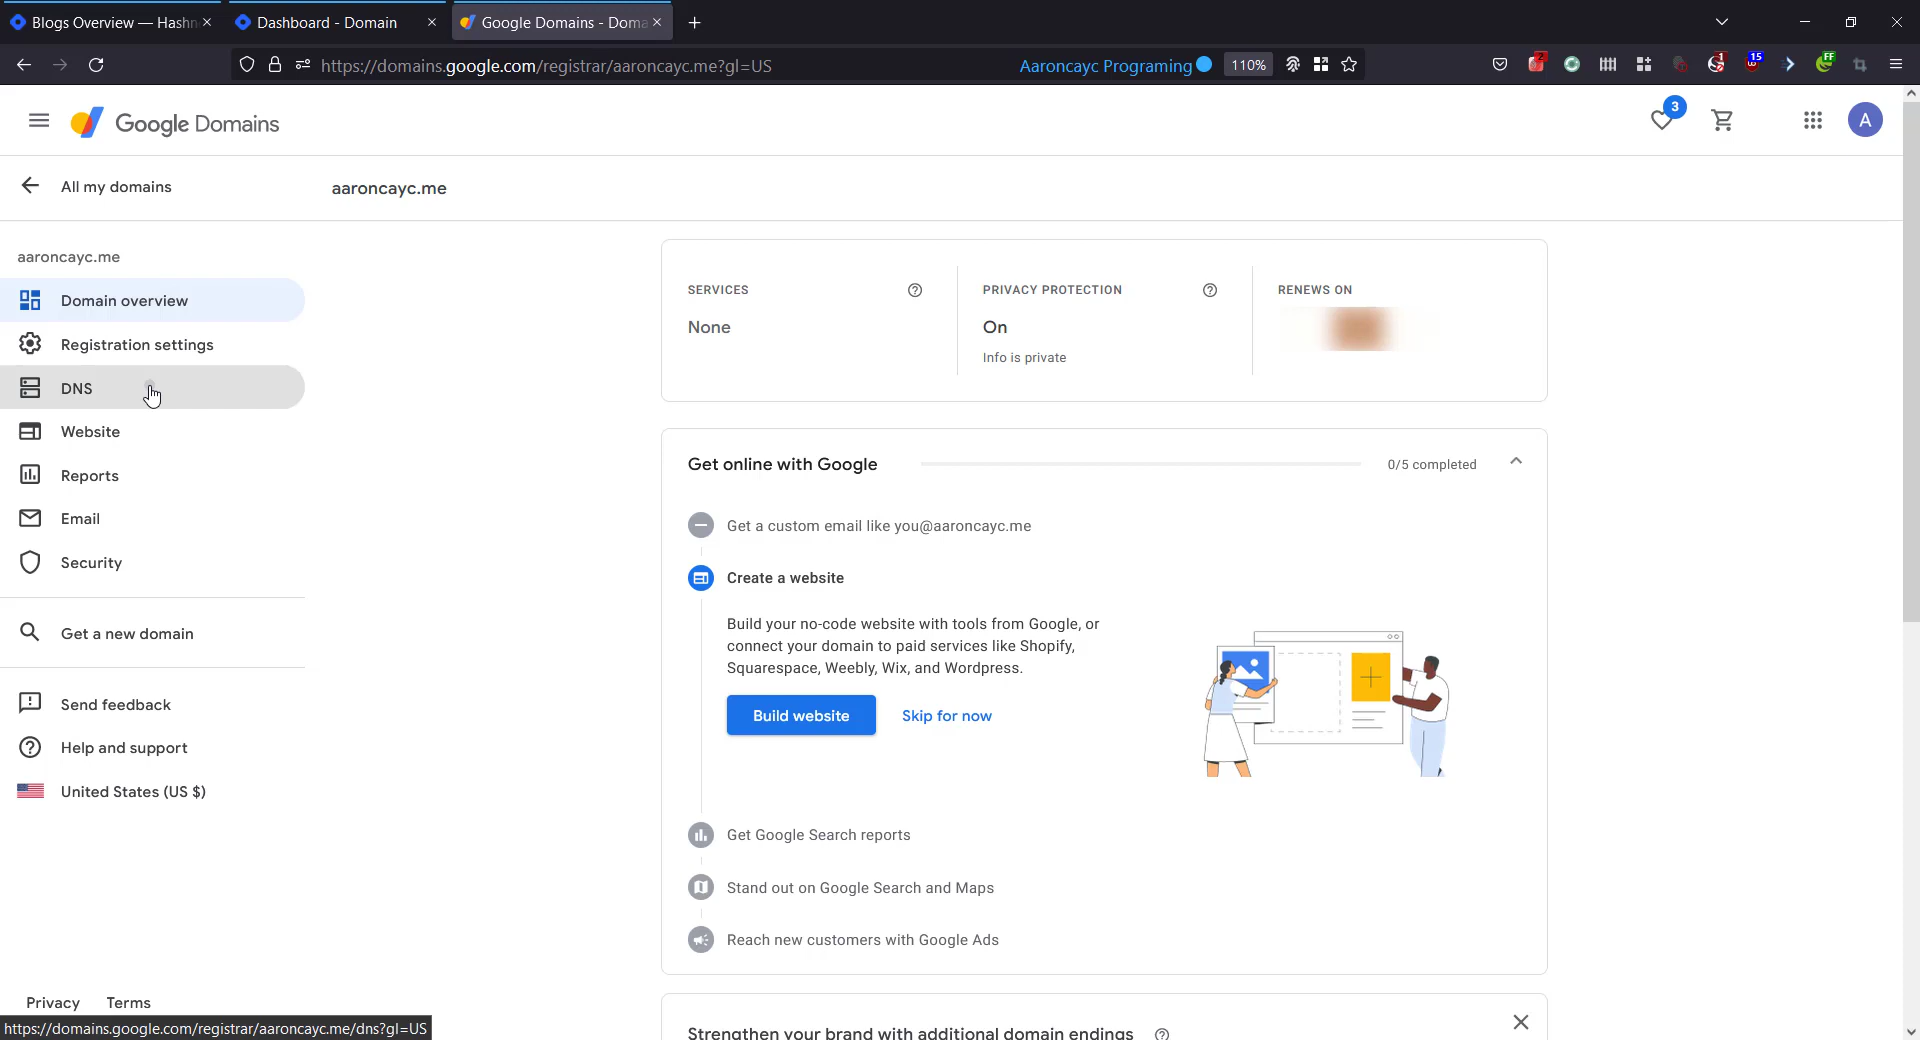 Blogs Overview — Hashn
Dashboard - Domain
Google Domains - Doma
https://domains.google.com/registrar/aaroncayc.me?gl=US
Aaroncayc Programing
110%
2
1
15
FF
Google Domains
3
A
All my domains
aaroncayc.me
aaroncayc.me
Domain overview
Registration settings
DNS
Website
Reports
Email
Security
Get a new domain
Send feedback
Help and support
United States (US $)
Privacy Terms
https://domains.google.com/registrar/aaroncayc.me/dns?gl=US
SERVICES
None
PRIVACY PROTECTION
On
Info is private
RENEWS ON
Get online with Google
0/5 completed
Get a custom email like you@aaroncayc.me
Create a website
Build your no-code website with tools from Google, or
connect your domain to paid services like Shopify,
Squarespace, Weebly, Wix, and Wordpress.
Build website
Skip for now
Get Google Search reports
Stand out on Google Search and Maps
Reach new customers with Google Ads
Strengthen your brand with additional domain endings